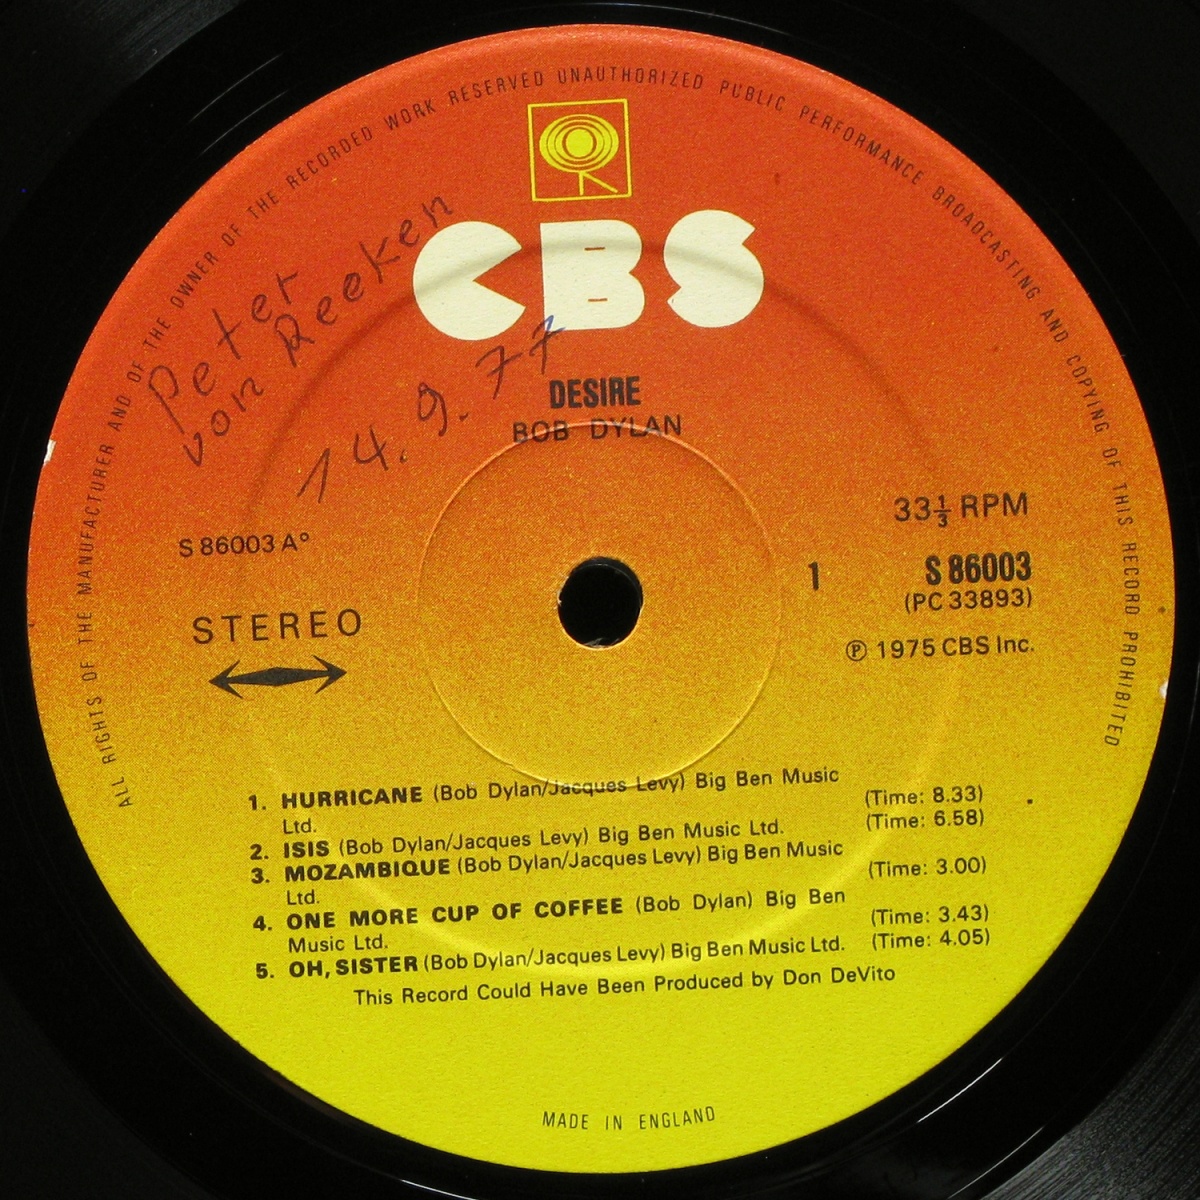 ALL RIGHTS OF THE MANUFACTURER AND OF THE OWNER OF THE RECORDED WORK RESERVED UNAUTHORIZED PUBLIC PERFORMANCE BROADCASTING AND COPYING OF THIS RECORD PROHIBITED
CBS
Peter
von Reeken
14.9.77
DESIRE
BOB DYLAN
S 86003 A°
STEREO
33⅓ RPM
1 S 86003
(PC 33893)
℗ 1975 CBS Inc.
1. HURRICANE (Bob Dylan/Jacques Levy) Big Ben Music
Ltd. (Time: 8.33)
2. ISIS (Bob Dylan/Jacques Levy) Big Ben Music Ltd. (Time: 6.58)
3. MOZAMBIQUE (Bob Dylan/Jacques Levy) Big Ben Music
Ltd. (Time: 3.00)
4. ONE MORE CUP OF COFFEE (Bob Dylan) Big Ben
Music Ltd. (Time: 3.43)
5. OH, SISTER (Bob Dylan/Jacques Levy) Big Ben Music Ltd. (Time: 4.05)
This Record Could Have Been Produced by Don DeVito
MADE IN ENGLAND